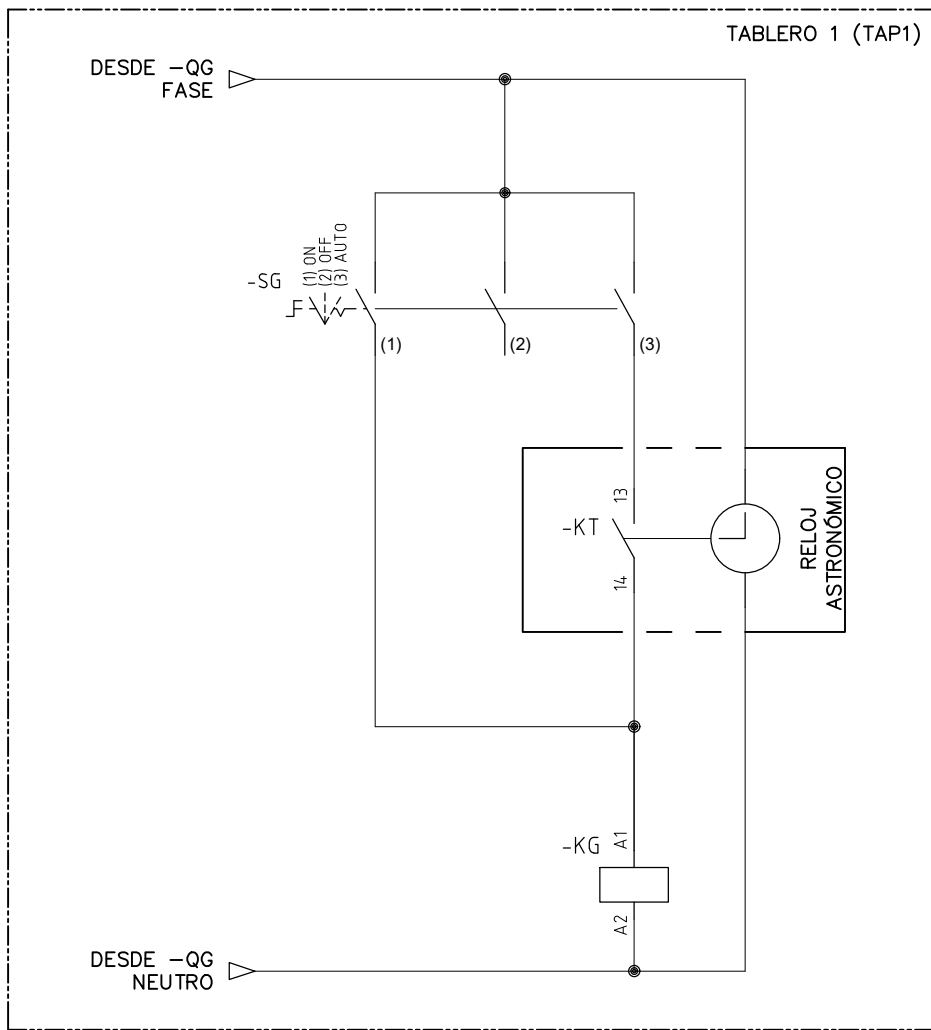 TABLERO 1 (TAP1)
DESDE -QG
FASE
-SG
(1) ON
(2) OFF
(3) AUTO
(1)
(2)
(3)
13
-KT
14
RELOJ
ASTRONÓMICO
-KG
A1
A2
DESDE -QG
NEUTRO